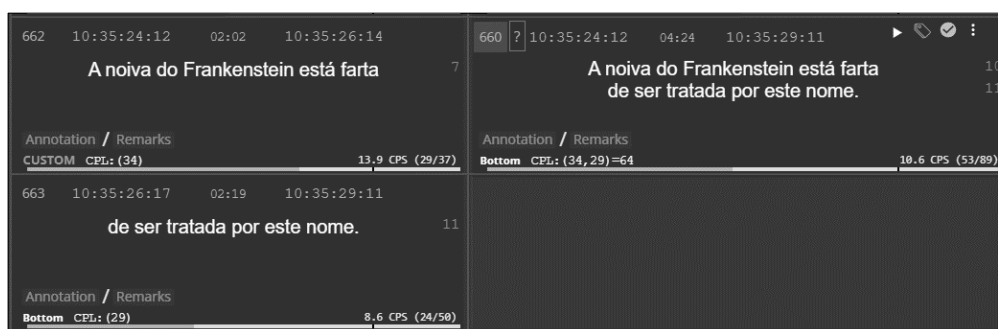 662 10:35:24:12 02:02 10:35:26:14
A noiva do Frankenstein está farta 7
Annotation / Remarks
CUSTOM CPL: (34) 13.9 CPS (29/37)
663 10:35:26:17 02:19 10:35:29:11
de ser tratada por este nome. 11
Annotation / Remarks
Bottom CPL: (29) 8.6 CPS (24/50)
660 ? 10:35:24:12 04:24 10:35:29:11
A noiva do Frankenstein está farta 10
de ser tratada por este nome. 11
Annotation / Remarks
Bottom CPL: (34,29)=64 10.6 CPS (53/89)